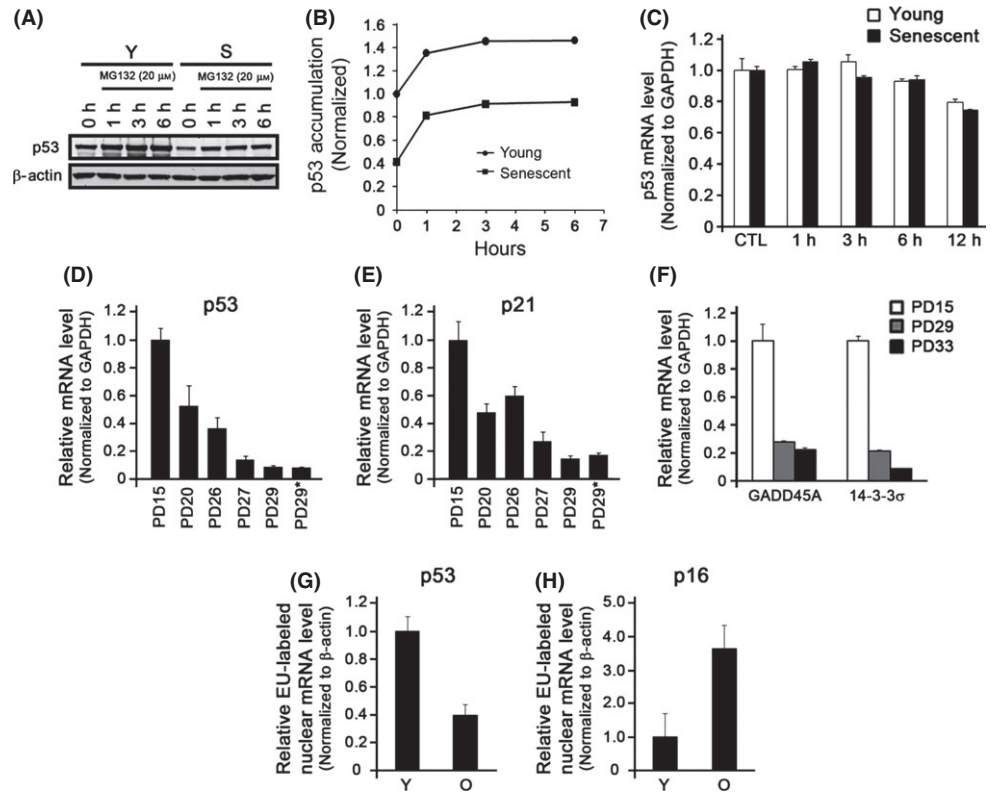 (A)
Y S
MG132 (20 μM) MG132 (20 μM)
0 h 1 h 3 h 6 h 0 h 1 h 3 h 6 h
p53
β-actin
(B)
p53 accumulation
(Normalized)
1.6
1.4
1.2
1.0
0.8
0.6
0.4
0.2
0
Young
Senescent
0 1 2 3 4 5 6 7
Hours
(C)
Young
Senescent
p53 mRNA level
(Normalized to GAPDH)
1.2
1.0
0.8
0.6
0.4
0.2
0
CTL 1 h 3 h 6 h 12 h
(D)
p53
Relative mRNA level
(Normalized to GAPDH)
1.2
1.0
0.8
0.6
0.4
0.2
0
PD15 PD20 PD26 PD27 PD29 PD29*
(E)
p21
Relative mRNA level
(Normalized to GAPDH)
1.2
1.0
0.8
0.6
0.4
0.2
0
PD15 PD20 PD26 PD27 PD29 PD29*
(F)
PD15
PD29
PD33
Relative mRNA level
(Normalized to GAPDH)
1.2
1.0
0.8
0.6
0.4
0.2
0
GADD45A 14-3-3σ
(G)
p53
Relative EU-labeled
nuclear mRNA level
(Normalized to β-actin)
1.2
1.0
0.8
0.6
0.4
0.2
0
Y O
(H)
p16
Relative EU-labeled
nuclear mRNA level
(Normalized to β-actin)
5.0
4.0
3.0
2.0
1.0
0
Y O